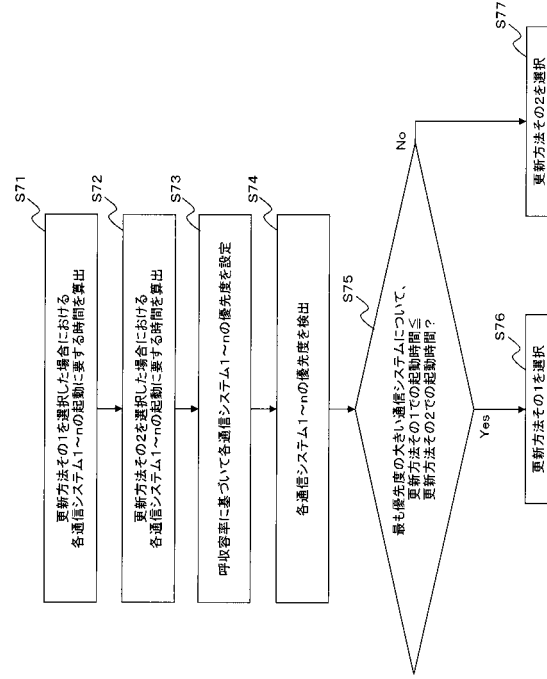 S71
更新方法その1を選択した場合における
各通信システム1～nの起動に要する時間を算出
S72
更新方法その2を選択した場合における
各通信システム1～nの起動に要する時間を算出
S73
呼収容率に基づいて各通信システム1～nの優先度を設定
S74
各通信システム1～nの優先度を検出
S75
最も優先度の大きい通信システムについて、
更新方法その1での起動時間≦
更新方法その2での起動時間?
No
Yes
S76
更新方法その1を選択
S77
更新方法その2を選択